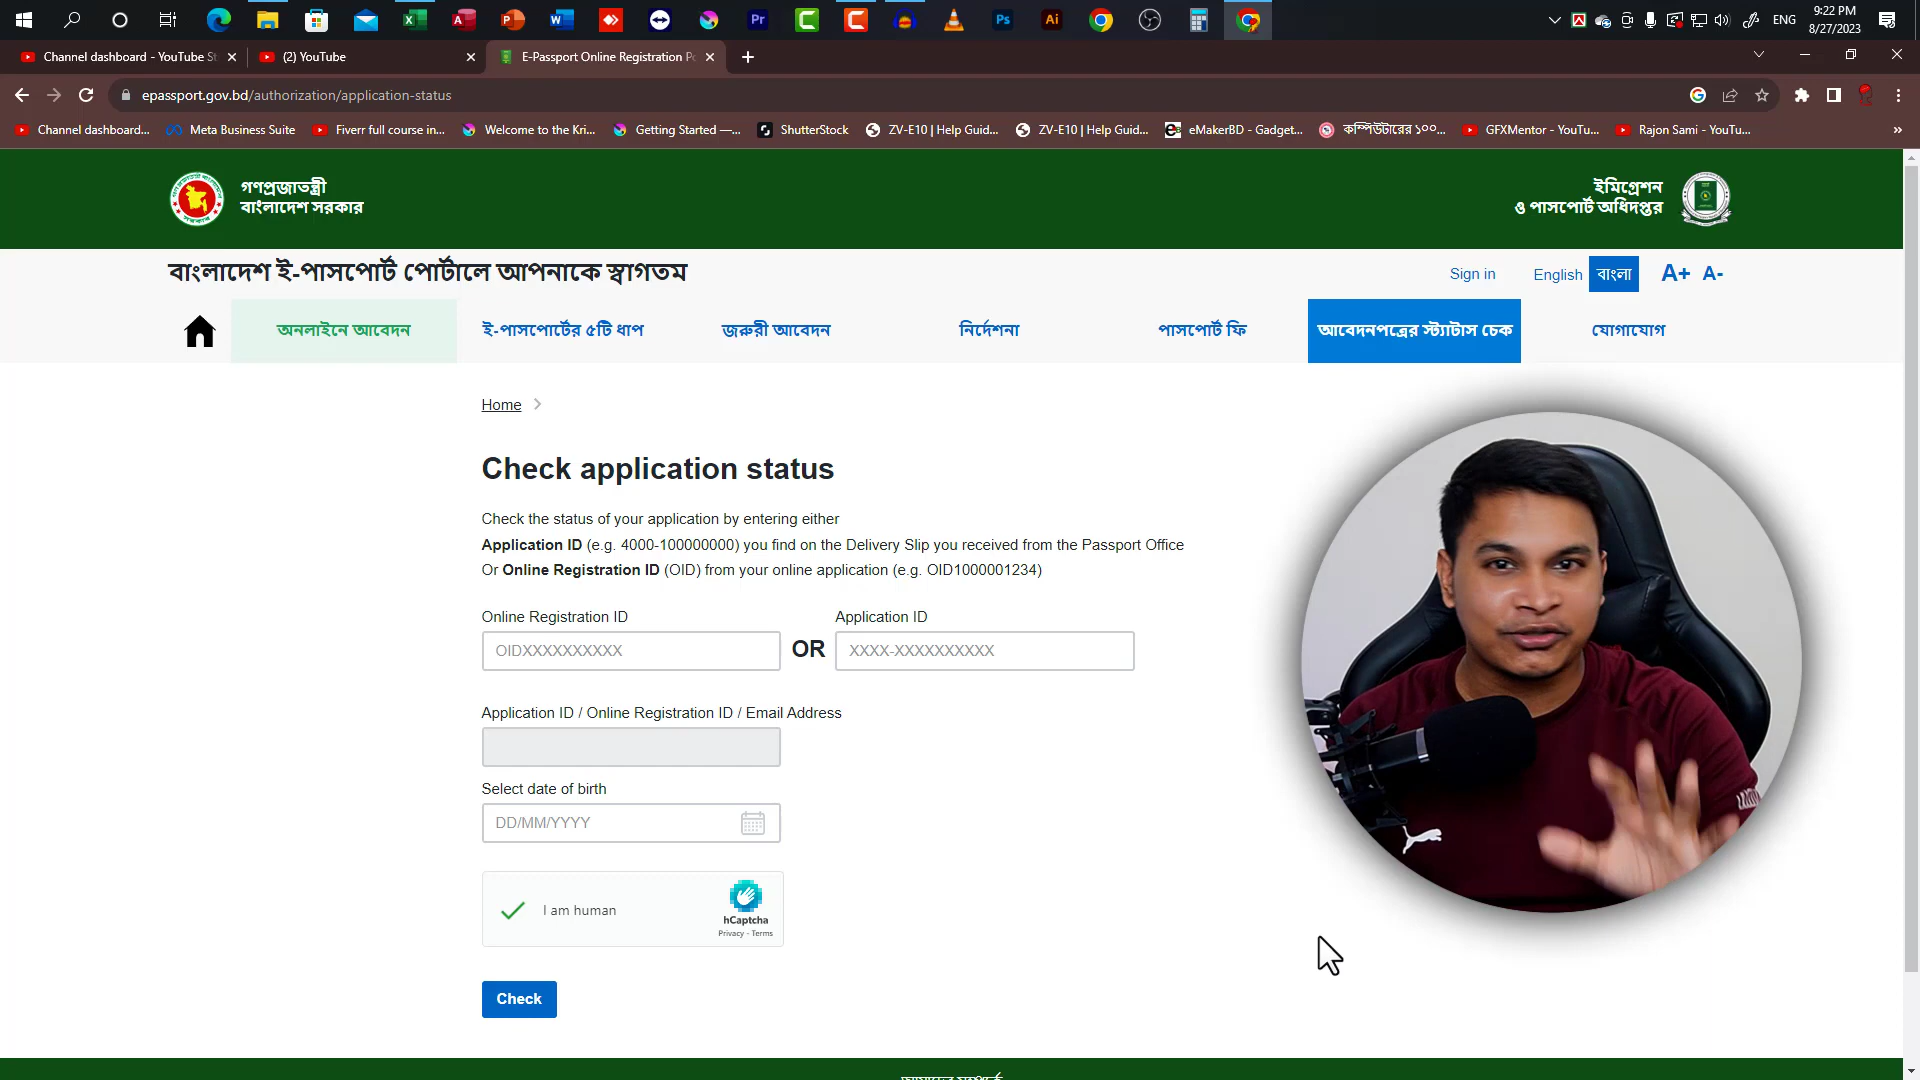 ENG
9:22 PM
8/27/2023
Channel dashboard - YouTube St
(2) YouTube
E-Passport Online Registration Po
epassport.gov.bd/authorization/application-status
Channel dashboard...
Meta Business Suite
Fiverr full course in...
Welcome to the Kri...
Getting Started —...
ShutterStock
ZV-E10 | Help Guid...
ZV-E10 | Help Guid...
eMakerBD - Gadget...
কম্পিউটারের ১০০...
GFXMentor - YouTu...
Rajon Sami - YouTu...
গণপ্রজাতন্ত্রী
বাংলাদেশ সরকার
ইমিগ্রেশন
ও পাসপোর্ট অধিদপ্তর
বাংলাদেশ ই-পাসপোর্ট পোর্টালে আপনাকে স্বাগতম
Sign in
English
বাংলা
A+ A-
অনলাইনে আবেদন
ই-পাসপোর্টের ৫টি ধাপ
জরুরী আবেদন
নির্দেশনা
পাসপোর্ট ফি
আবেদনপত্রের স্ট্যাটাস চেক
যোগাযোগ
Home
Check application status
Check the status of your application by entering either
Application ID (e.g. 4000-100000000) you find on the Delivery Slip you received from the Passport Office
Or Online Registration ID (OID) from your online application (e.g. OID1000001234)
Online Registration ID
OIDXXXXXXXXXX
OR
Application ID
XXXX-XXXXXXXXXX
Application ID / Online Registration ID / Email Address
Select date of birth
DD/MM/YYYY
I am human
hCaptcha
Privacy - Terms
Check